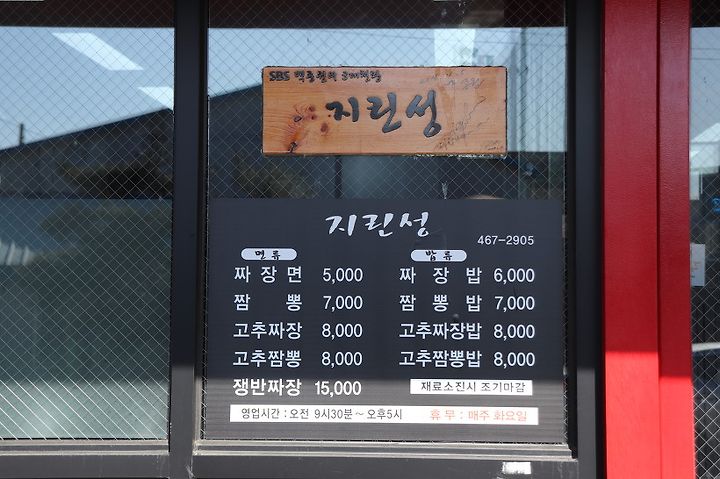 SBS 백종원의 3대천왕
지린성
지린성
467-2905
면류
짜장면 5,000
짬뽕 7,000
고추짜장 8,000
고추짬뽕 8,000
쟁반짜장 15,000
밥류
짜장밥 6,000
짬뽕밥 7,000
고추짜장밥 8,000
고추짬뽕밥 8,000
재료소진시 조기마감
영업시간 : 오전 9시30분~오후5시
휴무 : 매주 화요일